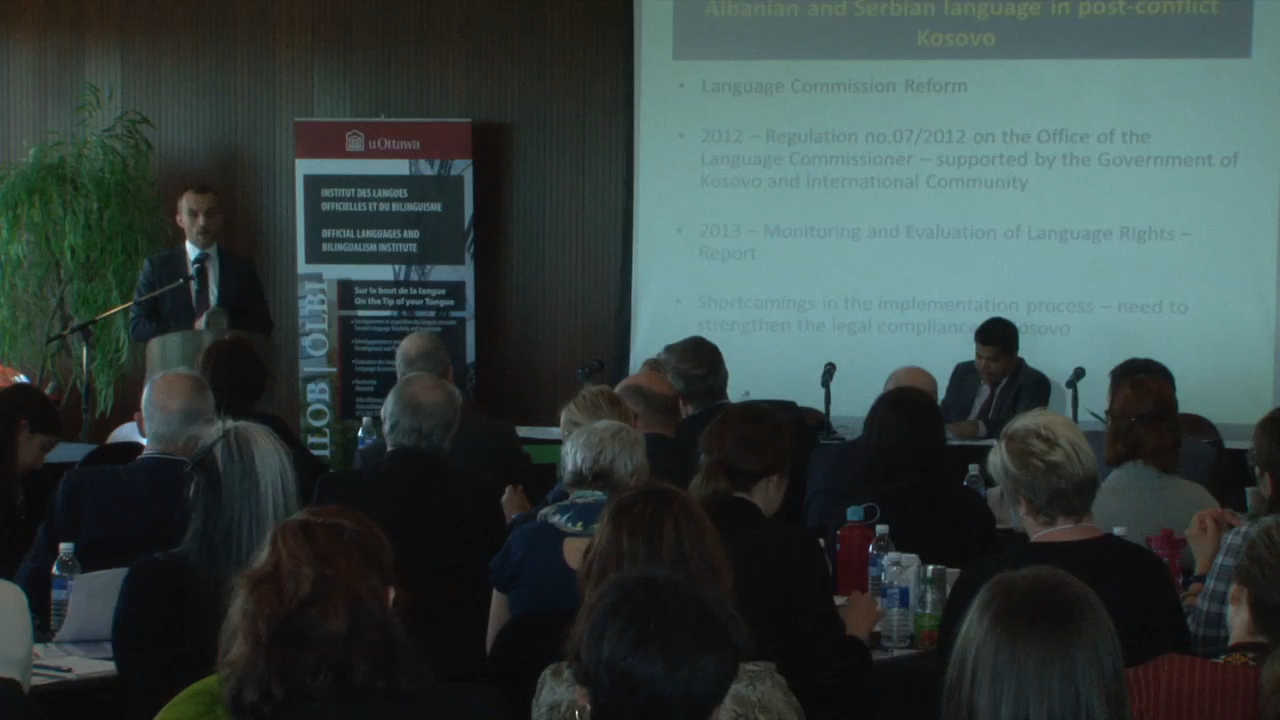 Albanian and Serbian language in post-conflict
Kosovo
• Language Commission Reform
• 2012 – Regulation no.07/2012 on the Office of the
Language Commissioner – supported by the Government of
Kosovo and International Community
• 2013 – Monitoring and Evaluation of Language Rights –
Report
• Shortcomings in the implementation process – need to
strengthen the legal compliance Kosovo
uOttawa
INSTITUT DES LANGUES
OFFICIELLES ET DU BILINGUISME
OFFICIAL LANGUAGES AND
BILINGUALISM INSTITUTE
Sur le bout de la langue
On the Tip of your Tongue
ILOB | OLBI